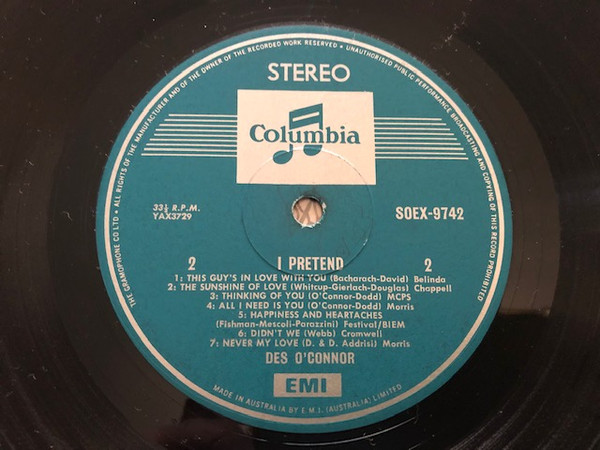 THE GRAMOPHONE CO LTD • ALL RIGHTS OF THE MANUFACTURER AND OF THE OWNER OF THE RECORDED WORK RESERVED • UNAUTHORISED PUBLIC PERFORMANCE BROADCASTING AND COPYING OF THIS RECORD PROHIBITED
STEREO
Columbia
33⅓ R.P.M.
YAX3729
SOEX-9742
2 I PRETEND 2
1: THIS GUY'S IN LOVE WITH YOU (Bacharach-David) Belinda
2: THE SUNSHINE OF LOVE (Whitcup-Gierlach-Dauglas) Chappell
3: THINKING OF YOU (O'Connor-Dodd) MCPS
4: ALL I NEED IS YOU (O'Connor-Dodd) Morris
5: HAPPINESS AND HEARTACHES
(Fishman-Mescoli-Parazzini) Festival/BIEM
6: DIDN'T WE (Webb) Cromwell
7: NEVER MY LOVE (D. & D. Addrisi) Morris
DES O'CONNOR
EMI
MADE IN AUSTRALIA BY E.M.I. (AUSTRALIA) LIMITED